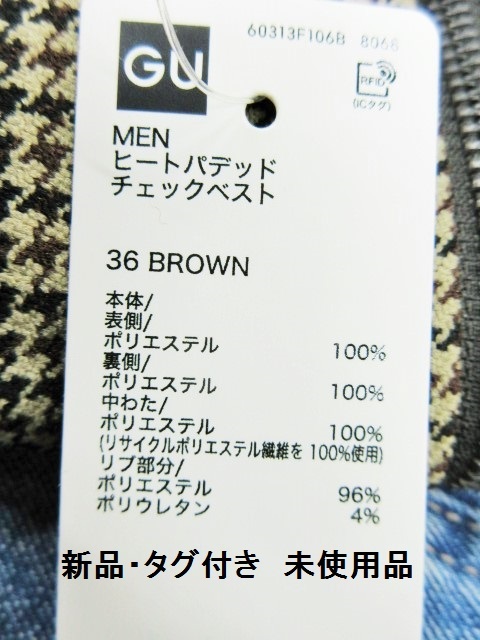 GU
60313F106B 8068
RFID
(ICタグ)
MEN
ヒートパデッド
チェックベスト
36 BROWN
本体/
表側/
ポリエステル 100%
裏側/
ポリエステル 100%
中わた/
ポリエステル 100%
(リサイクルポリエステル繊維を 100%使用)
リブ部分/
ポリエステル 96%
ポリウレタン 4%
新品・タグ付き 未使用品